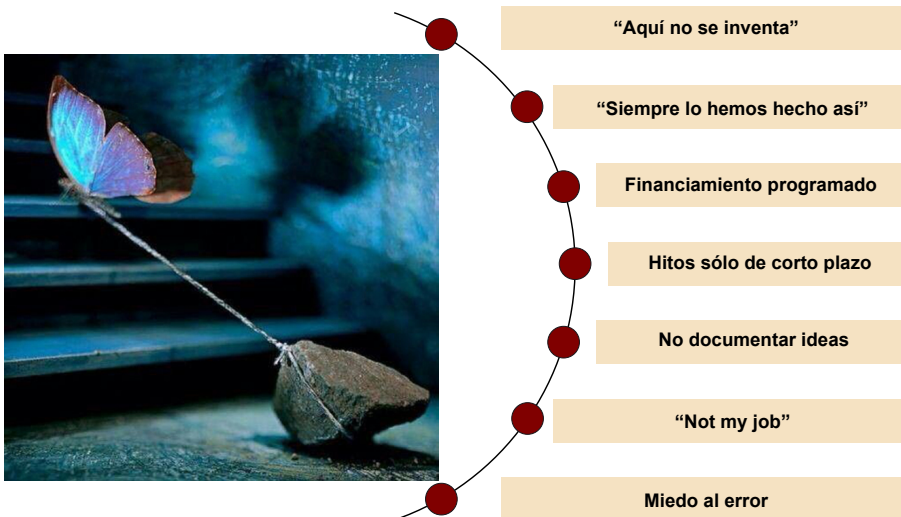 “Aquí no se inventa”
“Siempre lo hemos hecho así”
Financiamiento programado
Hitos sólo de corto plazo
No documentar ideas
“Not my job”
Miedo al error